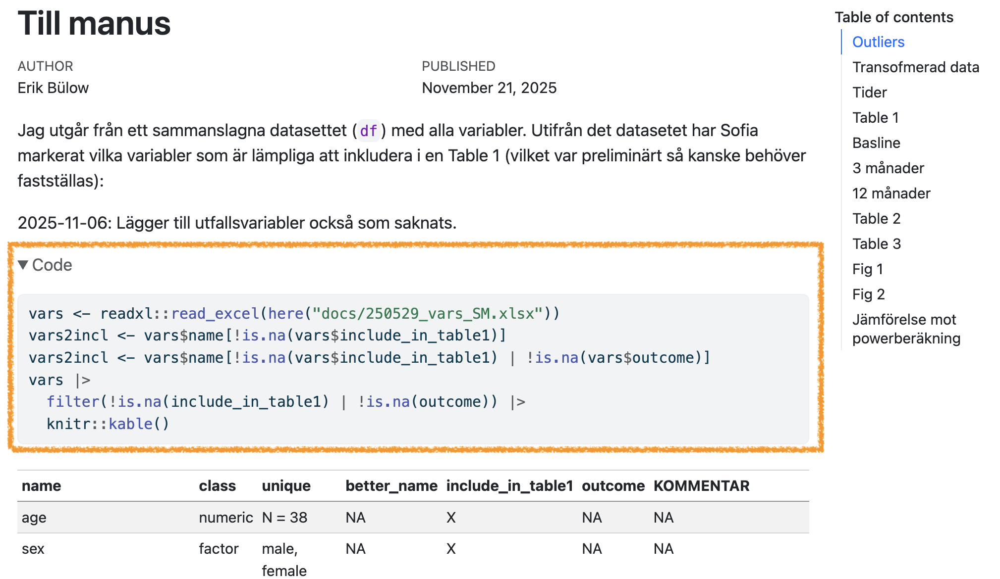 Till manus
AUTHOR
Erik Bülow
PUBLISHED
November 21, 2025
Jag utgår från ett sammanslagna datasettet (df) med alla variabler. Utifrån det datasetet har Sofia
markerat vilka variabler som är lämpliga att inkludera i en Table 1 (vilket var preliminärt så kanske behöver
fastställas):
2025-11-06: Lägger till utfallsvariabler också som saknats.
▼ Code
vars <- readxl::read_excel(here("docs/250529_vars_SM.xlsx"))
vars2incl <- vars$name[!is.na(vars$include_in_table1)]
vars2incl <- vars$name[!is.na(vars$include_in_table1) | !is.na(vars$outcome)]
vars |>
  filter(!is.na(include_in_table1) | !is.na(outcome)) |>
  knitr::kable()
name class unique better_name include_in_table1 outcome KOMMENTAR
age numeric N = 38 NA X NA NA
sex factor male, NA X NA NA
female
Table of contents
Outliers
Transofmerad data
Tider
Table 1
Basline
3 månader
12 månader
Table 2
Table 3
Fig 1
Fig 2
Jämförelse mot
powerberäkning